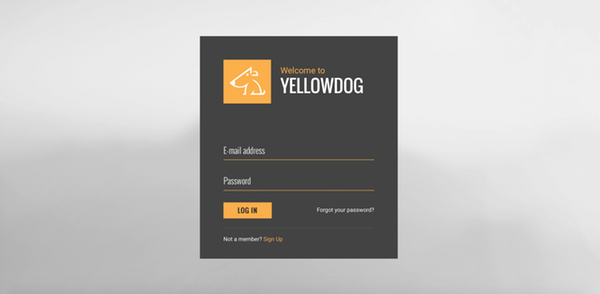 Welcome to
YELLOWDOG
E-mail address
Password
LOG IN
Forgot your password?
Not a member? Sign Up